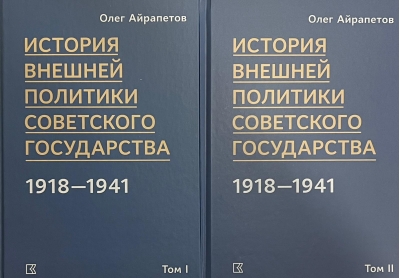 Олег Айрапетов
ИСТОРИЯ
ВНЕШНЕЙ
ПОЛИТИКИ
СОВЕТСКОГО
ГОСУДАРСТВА
1918—1941
Том I
Олег Айрапетов
ИСТОРИЯ
ВНЕШНЕЙ
ПОЛИТИКИ
СОВЕТСКОГО
ГОСУДАРСТВА
1918—1941
Том II